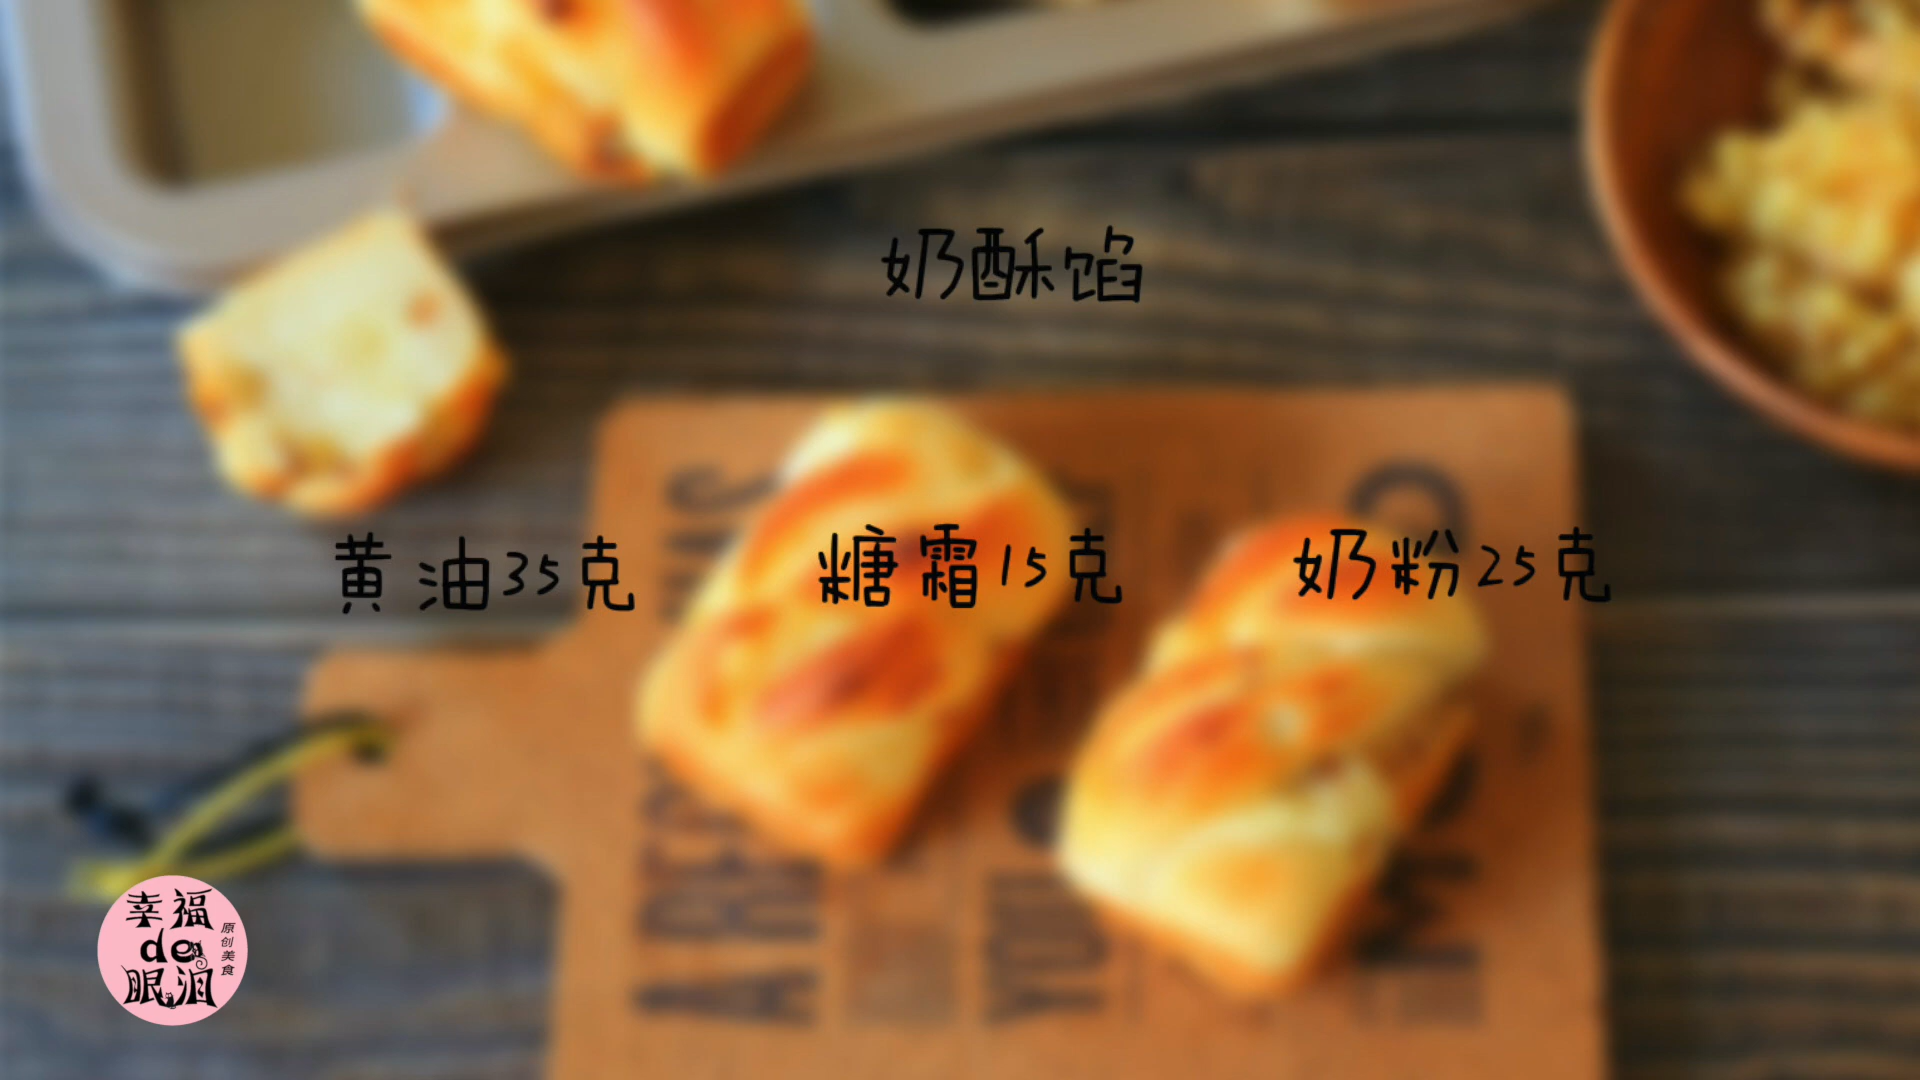 奶酥馅
黄油35克
糖霜15克
奶粉25克
幸福
de
眼泪
原创美食